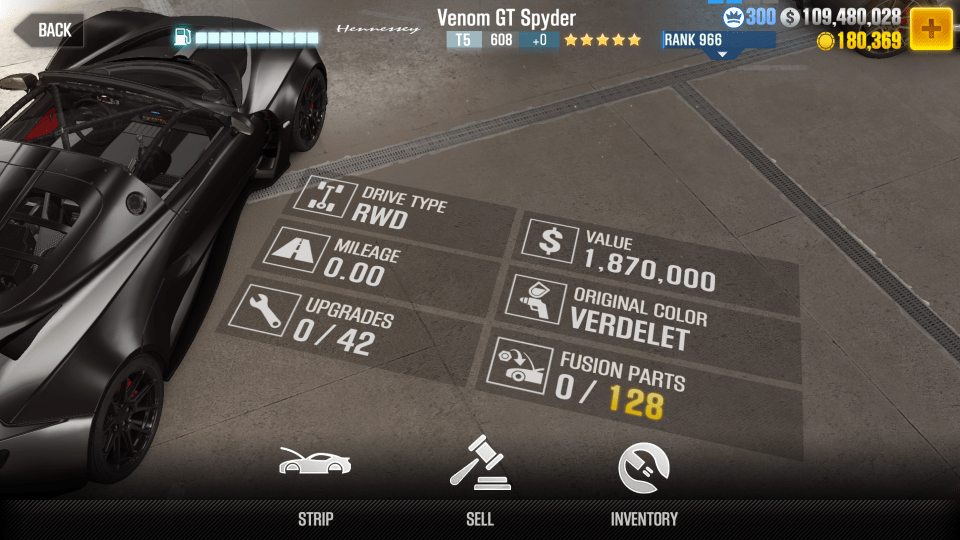 BACK
Hennessey
Venom GT Spyder
300
109,480,028
T5 608 +0
RANK 966
180,369
DRIVE TYPE
RWD
MILEAGE
0.00
UPGRADES
0 / 42
VALUE
1,870,000
ORIGINAL COLOR
VERDELET
FUSION PARTS
0 / 128
STRIP
SELL
INVENTORY